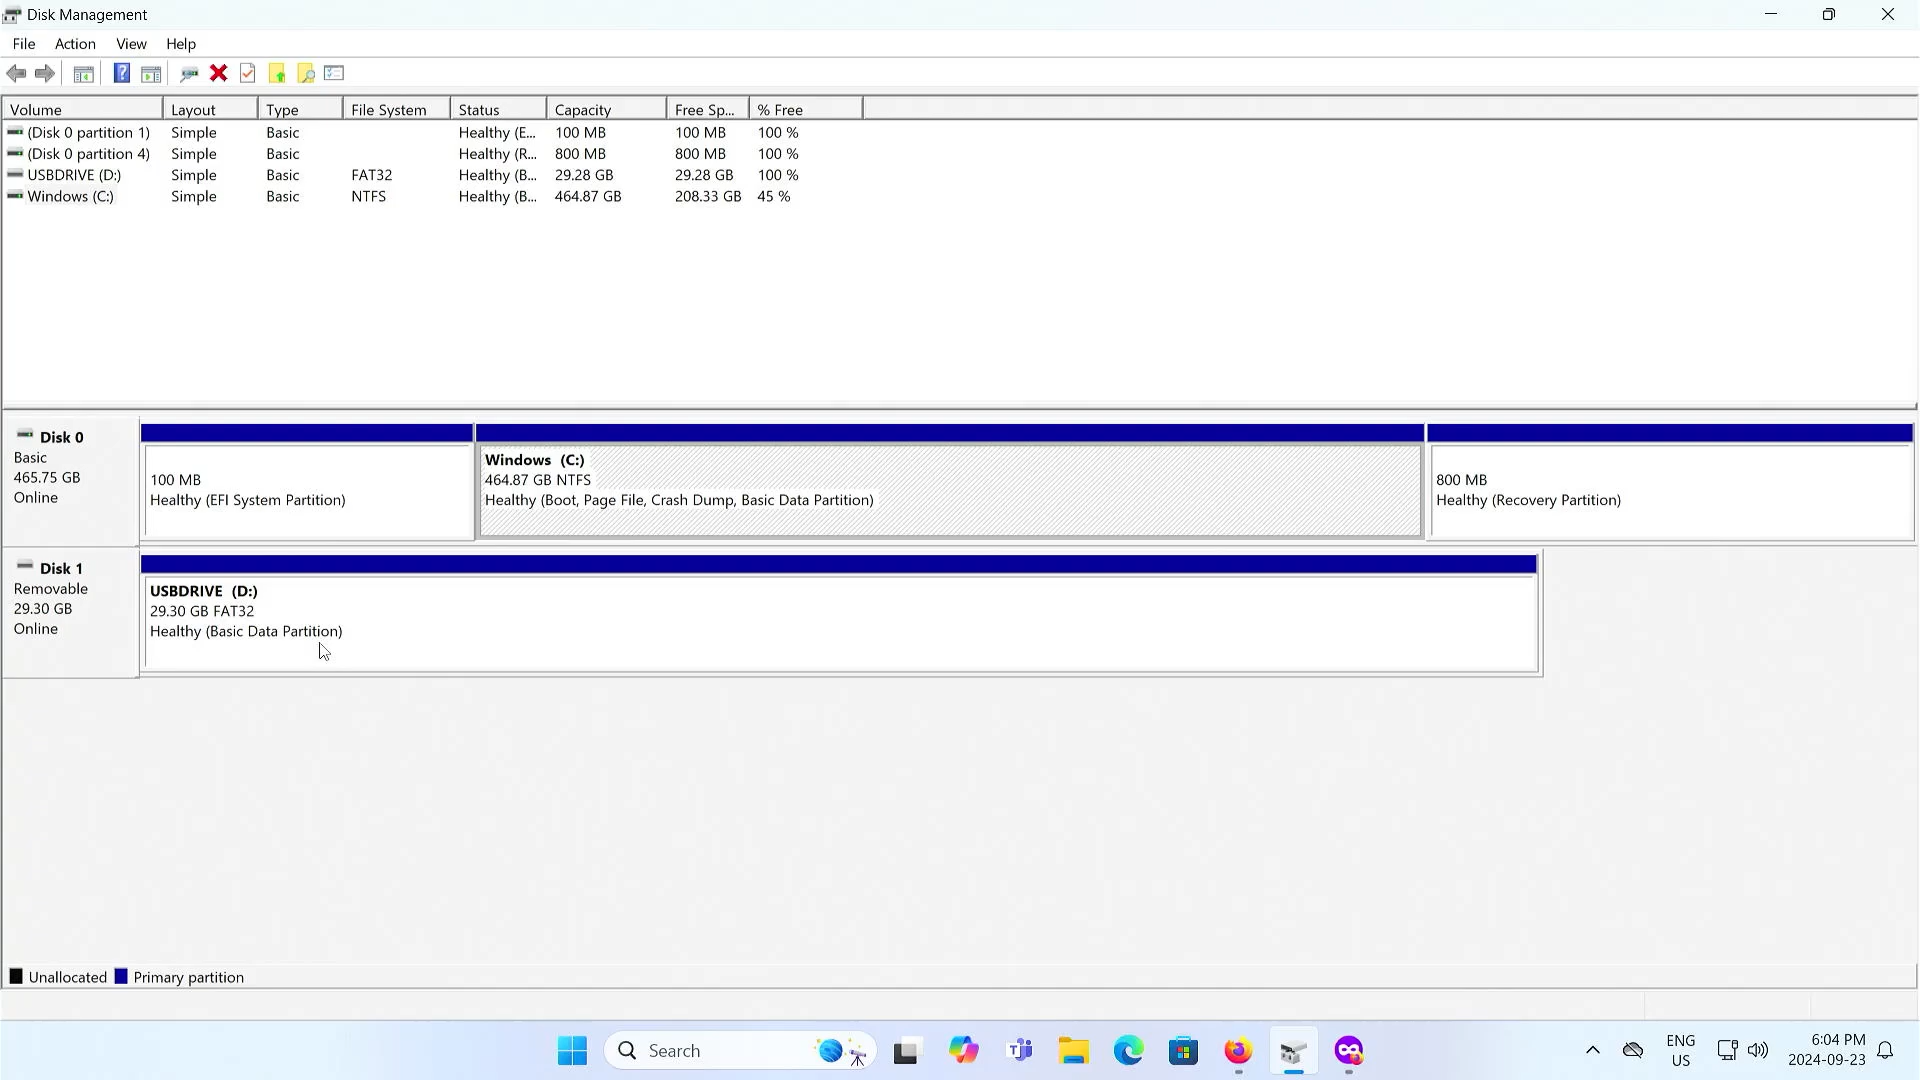 Disk Management
File Action View Help
Volume Layout Type File System Status Capacity Free Sp... % Free
(Disk 0 partition 1) Simple Basic Healthy (E... 100 MB 100 MB 100 %
(Disk 0 partition 4) Simple Basic Healthy (R... 800 MB 800 MB 100 %
USBDRIVE (D:) Simple Basic FAT32 Healthy (B... 29.28 GB 29.28 GB 100 %
Windows (C:) Simple Basic NTFS Healthy (B... 464.87 GB 208.33 GB 45 %
Disk 0
Basic
465.75 GB
Online
100 MB
Healthy (EFI System Partition)
Windows (C:)
464.87 GB NTFS
Healthy (Boot, Page File, Crash Dump, Basic Data Partition)
800 MB
Healthy (Recovery Partition)
Disk 1
Removable
29.30 GB
Online
USBDRIVE (D:)
29.30 GB FAT32
Healthy (Basic Data Partition)
Unallocated Primary partition
Search
ENG
US
6:04 PM
2024-09-23